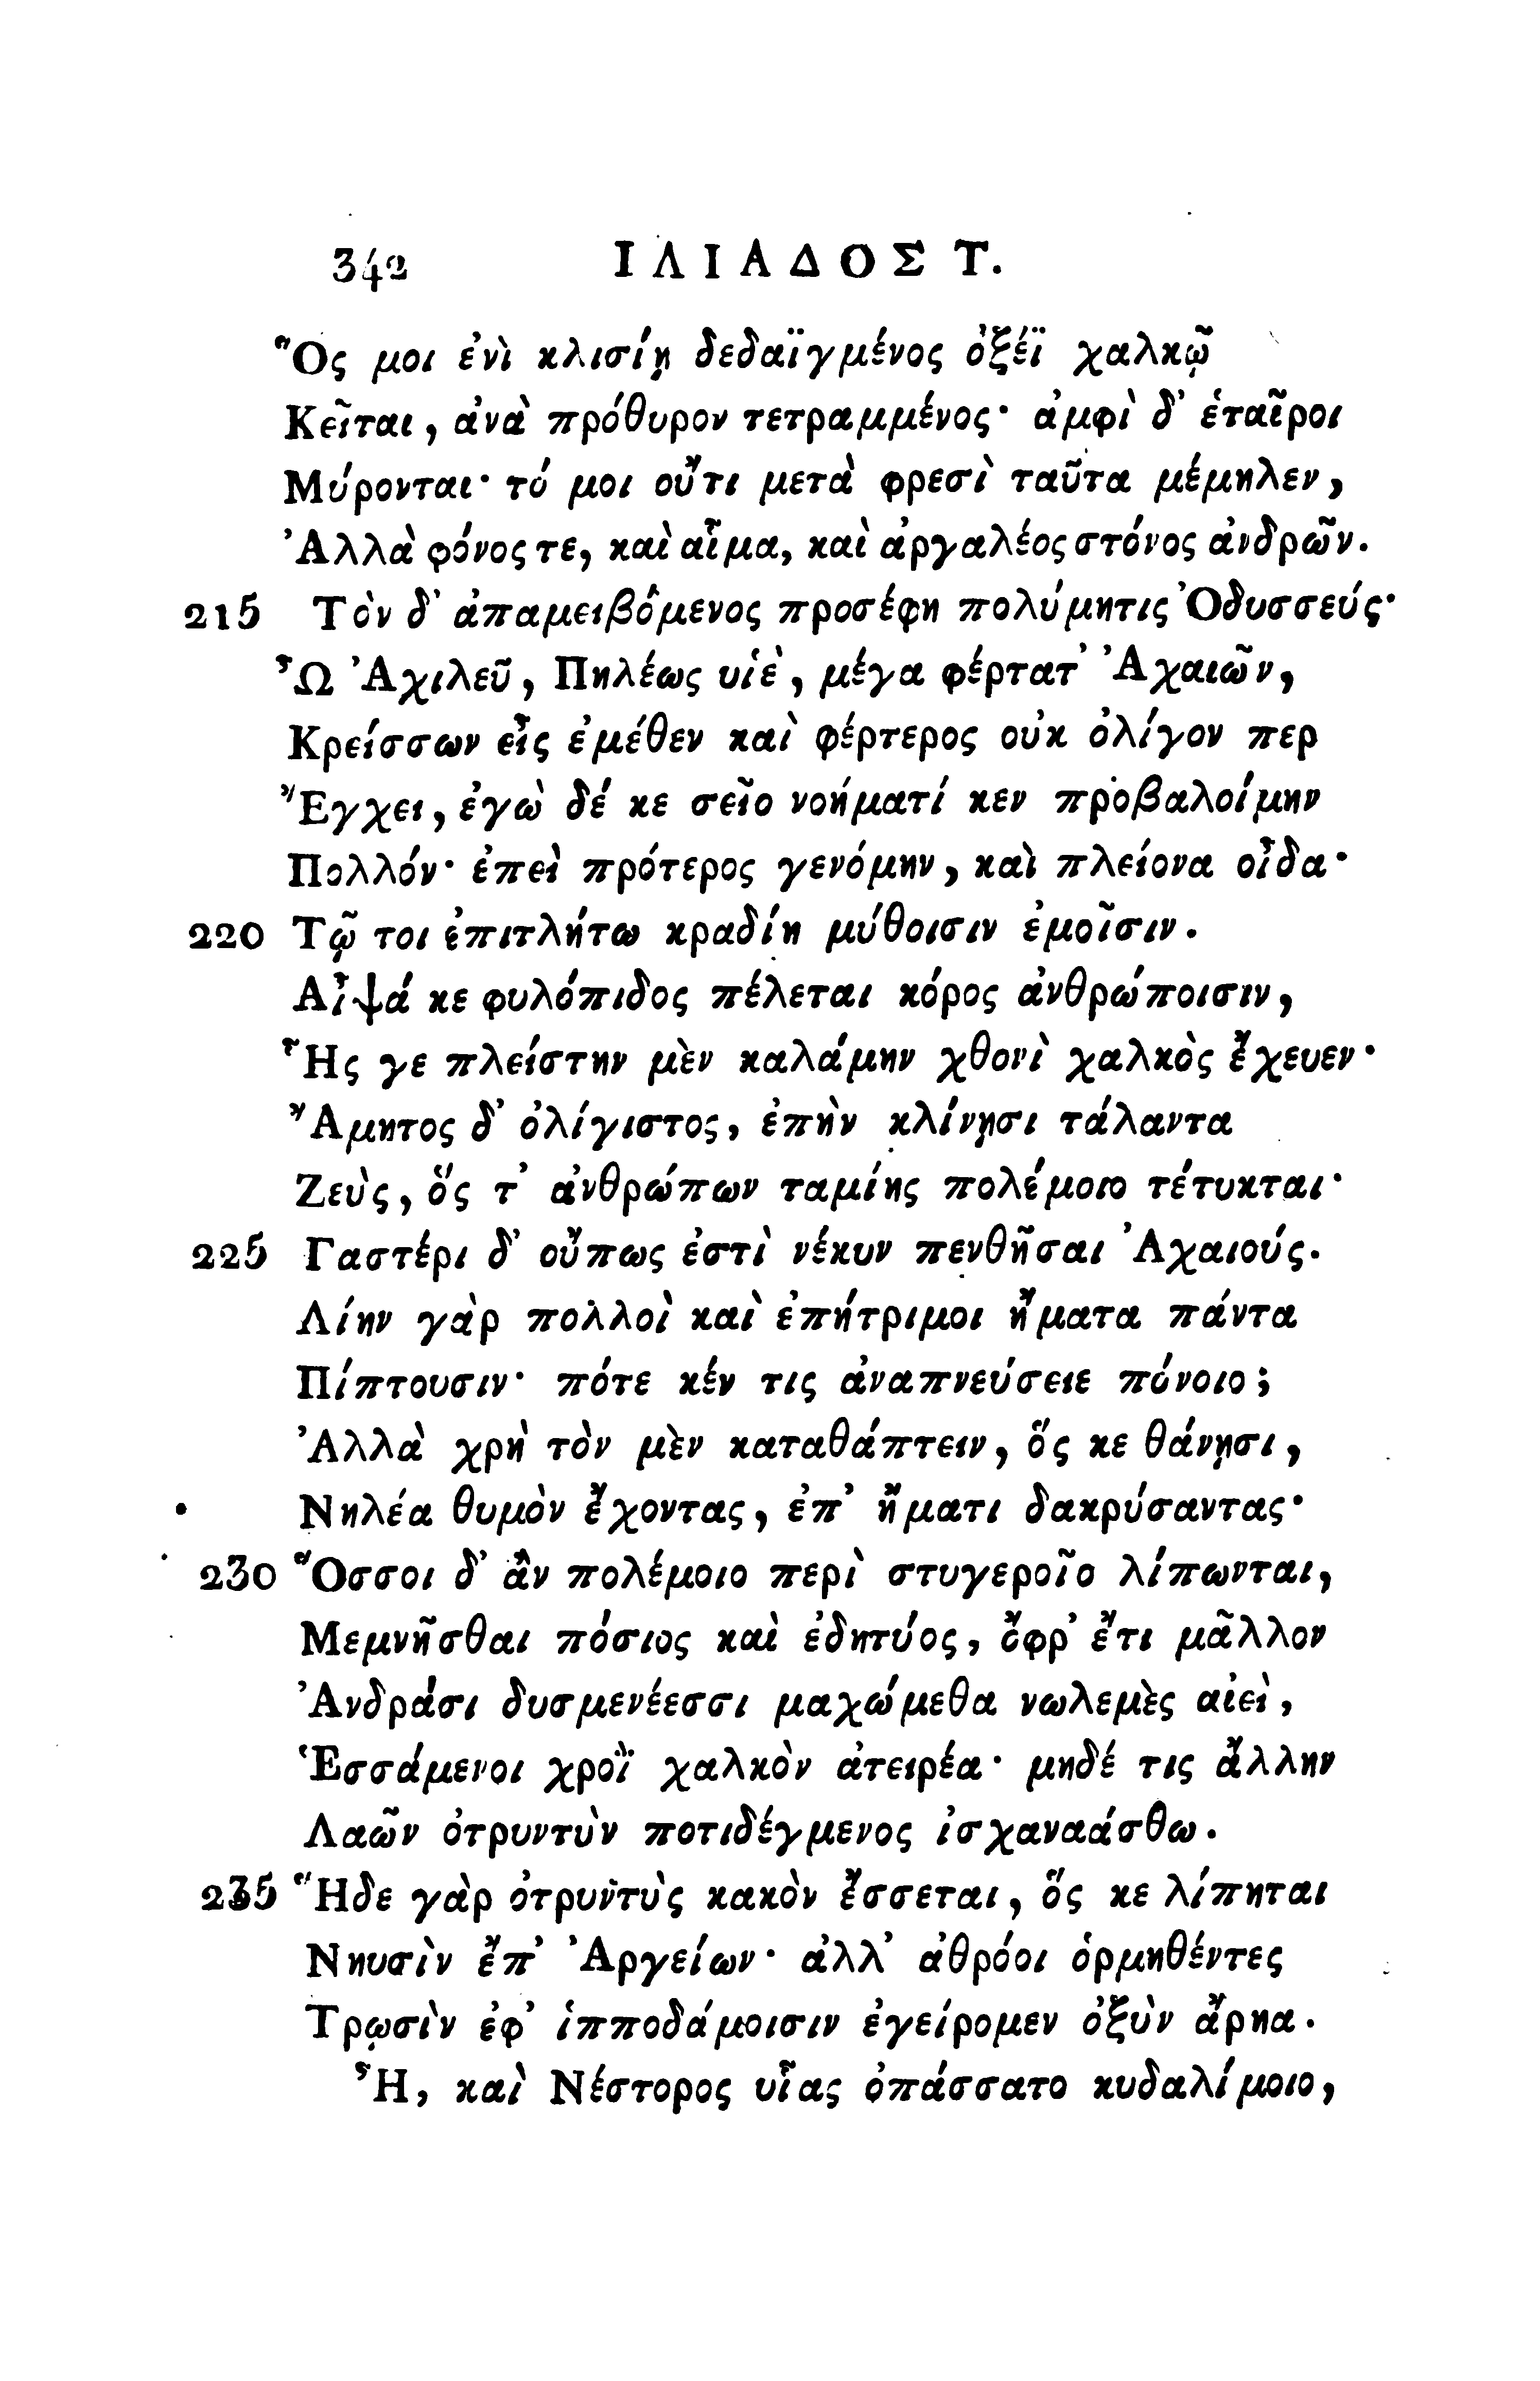 342 ΙΛΙΑΔΟΣ Τ.
Ὅς μοι ἐνὶ κλισίῃ δεδαϊγμένος ὀξέϊ χαλκῷ
Κεῖται, ἀνὰ πρόθυρον τετραμμένος· ἀμφὶ δ᾽ ἑταῖροι
Μύρονται· τό μοι οὔτι μετὰ φρεσὶ ταῦτα μέμηλεν,
Ἀλλὰ φόνος τε, καὶ αἷμα, καὶ ἀργαλέος στόνος ἀνδρῶν.
215 Τὸν δ᾽ ἀπαμειβόμενος προσέφη πολύμητις Ὀδυσσεύς·
Ὦ Ἀχιλεῦ, Πηλέως υἱὲ, μέγα φέρτατ᾽ Ἀχαιῶν,
Κρείσσων εἶς ἐμέθεν καὶ φέρτερος οὐκ ὀλίγον περ
Ἔγχει, ἐγὼ δέ κε σεῖο νοήματί κεν προβαλοίμην
Πολλόν· ἐπεὶ πρότερος γενόμην, καὶ πλείονα οἶδα·
220 Τῷ τοι ἐπιτλήτω κραδίη μύθοισιν ἐμοῖσιν.
Αἶψά κε φυλόπιδος πέλεται κόρος ἀνθρώποισιν,
Ἧς γε πλείστην μὲν καλάμην χθονὶ χαλκὸς ἔχευεν·
Ἄμητος δ᾽ ὀλίγιστος, ἐπὴν κλίνῃσι τάλαντα
Ζεὺς, ὅς τ᾽ ἀνθρώπων ταμίης πολέμοιο τέτυκται·
225 Γαστέρι δ᾽ οὔπως ἐστὶ νέκυν πενθῆσαι Ἀχαιούς.
Λίην γὰρ πολλοὶ καὶ ἐπήτριμοι ἤματα πάντα
Πίπτουσιν· πότε κέν τις ἀναπνεύσειε πόνοιο;
Ἀλλὰ χρὴ τὸν μὲν καταθάπτειν, ὅς κε θάνῃσι,
Νηλέα θυμὸν ἔχοντας, ἐπ᾽ ἤματι δακρύσαντας·
230 Ὅσσοι δ᾽ ἂν πολέμοιο περὶ στυγεροῖο λίπωνται,
Μεμνῆσθαι πόσιος καὶ ἐδητύος, ὄφρ᾽ ἔτι μᾶλλον
Ἀνδράσι δυσμενέεσσι μαχώμεθα νωλεμὲς αἰεὶ,
Ἑσσάμενοι χροῒ χαλκὸν ἀτειρέα· μηδέ τις ἄλλην
Λαῶν ὀτρυντὺν ποτιδέγμενος ἰσχαναάσθω.
235 Ἥδε γὰρ ὀτρυντὺς κακὸν ἔσσεται, ὅς κε λίπηται
Νηυσὶν ἔπ᾽ Ἀργείων· ἀλλ᾽ ἀθρόοι ὁρμηθέντες
Τρωσὶν ἐφ᾽ ἱπποδάμοισιν ἐγείρομεν ὀξὺν ἄρηα.
Ἦ, καὶ Νέστορος υἷας ὀπάσσατο κυδαλίμοιο,